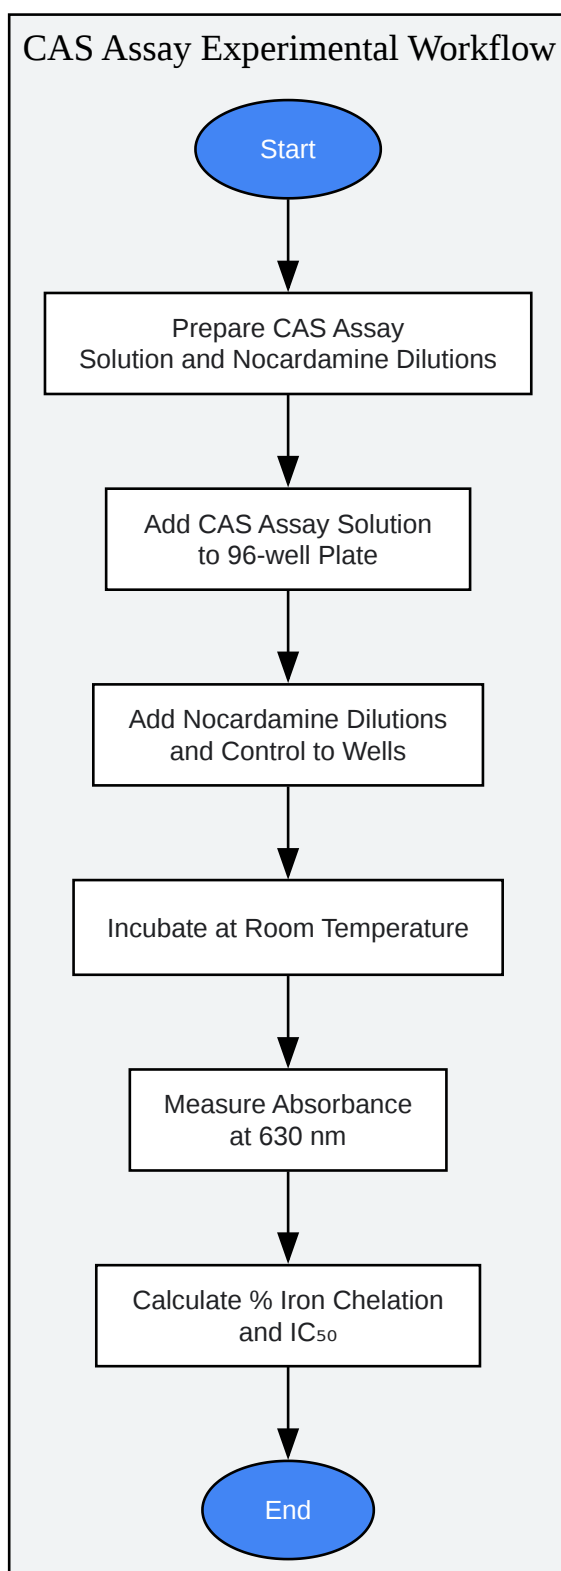 CAS Assay Experimental Workflow
Start
Prepare CAS Assay
Solution and Nocardamine Dilutions
Add CAS Assay Solution
to 96-well Plate
Add Nocardamine Dilutions
and Control to Wells
Incubate at Room Temperature
Measure Absorbance
at 630 nm
Calculate % Iron Chelation
and IC₅₀
End